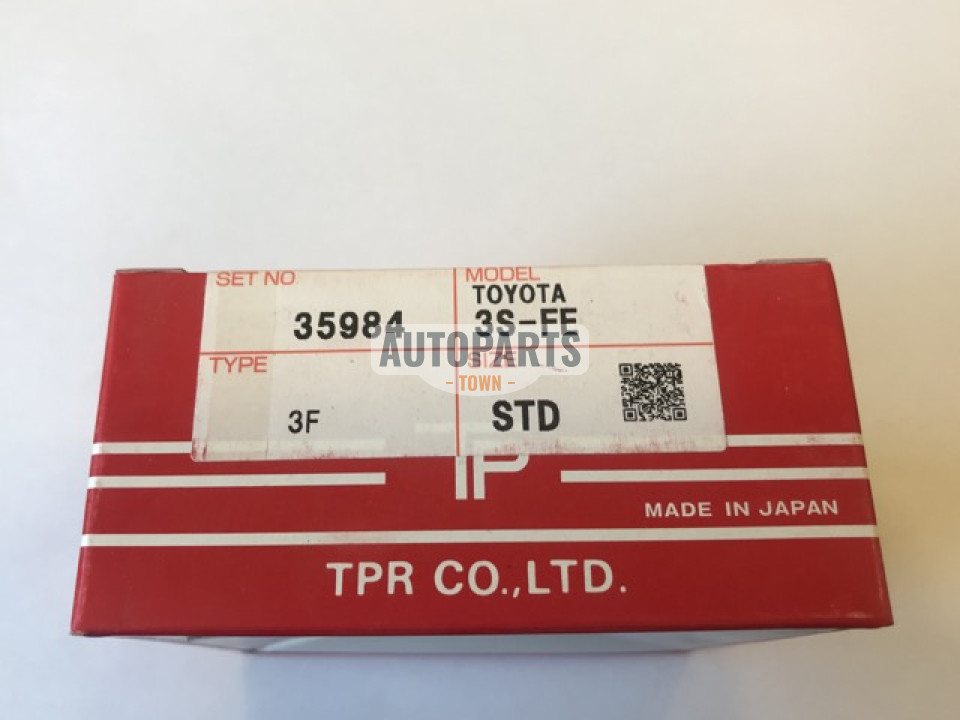 SET NO
MODEL
TOYOTA
35984
3S-FE
AUTOPARTS
TYPE
SIZE
TOWN
3F
STD
TP
MADE IN JAPAN
TPR CO.,LTD.